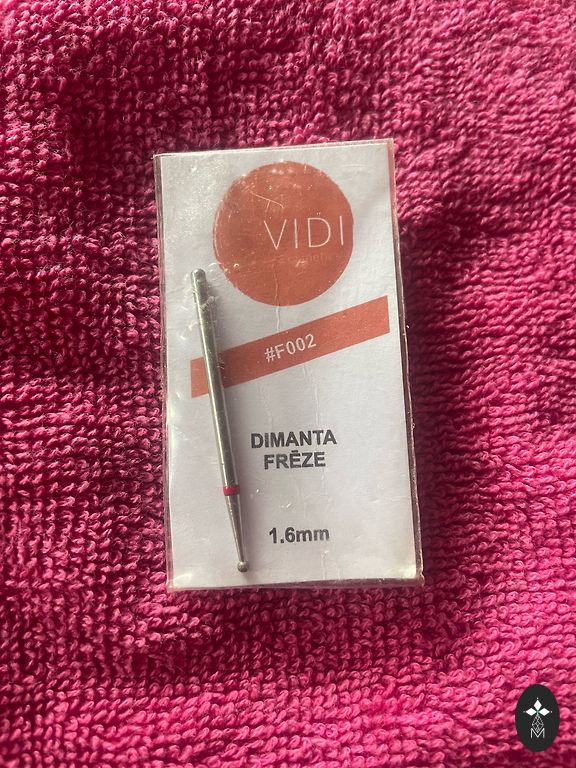 VIDI
#F002
DIMANTA
FRĒZE
1.6mm